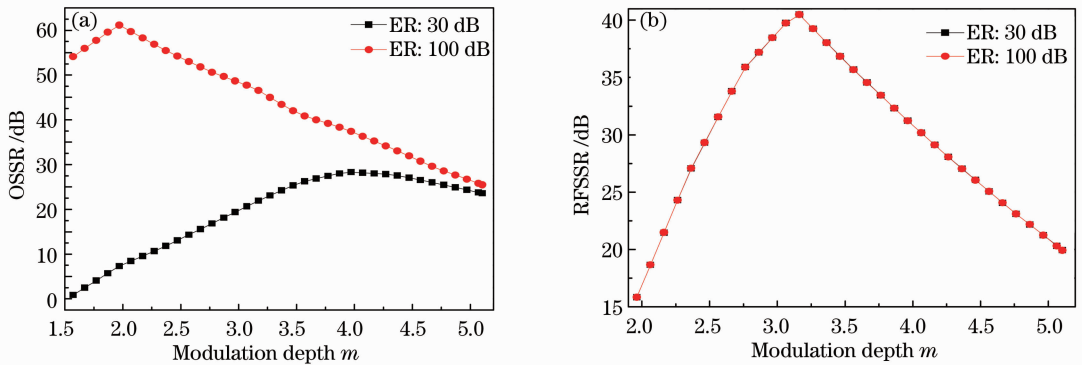 (a)
ER: 30 dB
ER: 100 dB
60
50
40
30
20
10
0
OSSR /dB
1.5 2.0 2.5 3.0 3.5 4.0 4.5 5.0
Modulation depth m
(b)
ER: 30 dB
ER: 100 dB
40
35
30
25
20
15
RFSSR /dB
2.0 2.5 3.0 3.5 4.0 4.5 5.0
Modulation depth m